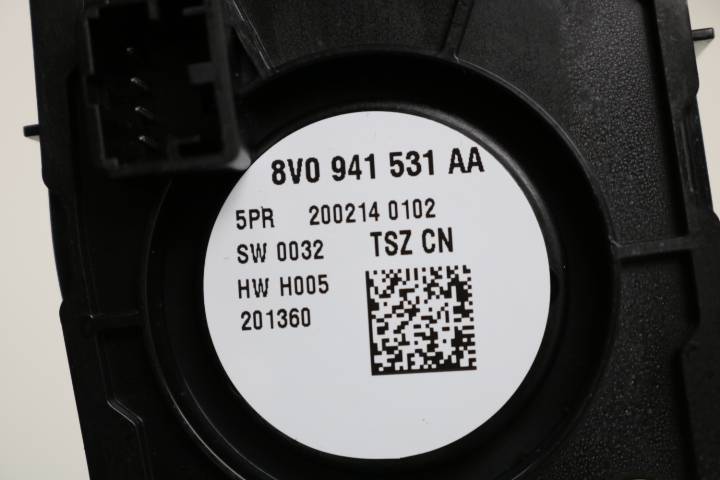 8V0 941 531 AA
5PR 200214 0102
SW 0032 TSZ CN
HW H005
201360